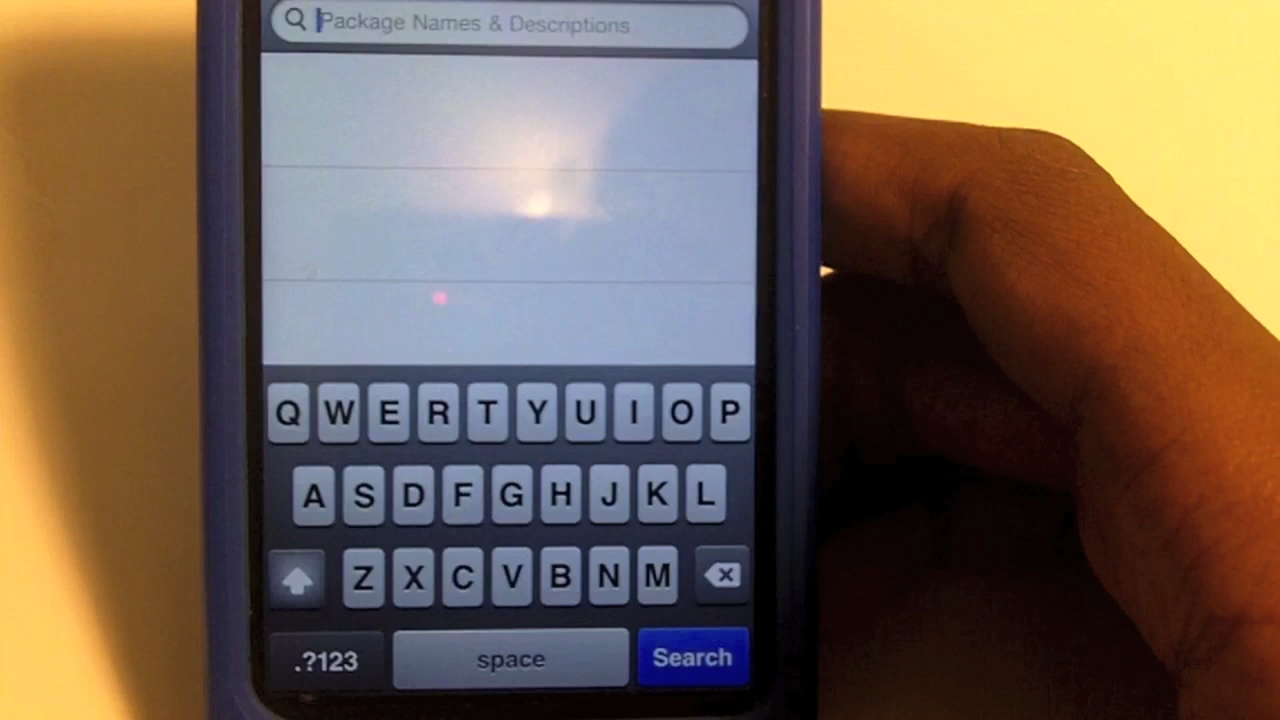 Package Names & Descriptions
Q W E R T Y U I O P
A S D F G H J K L
Z X C V B N M
.?123 space Search